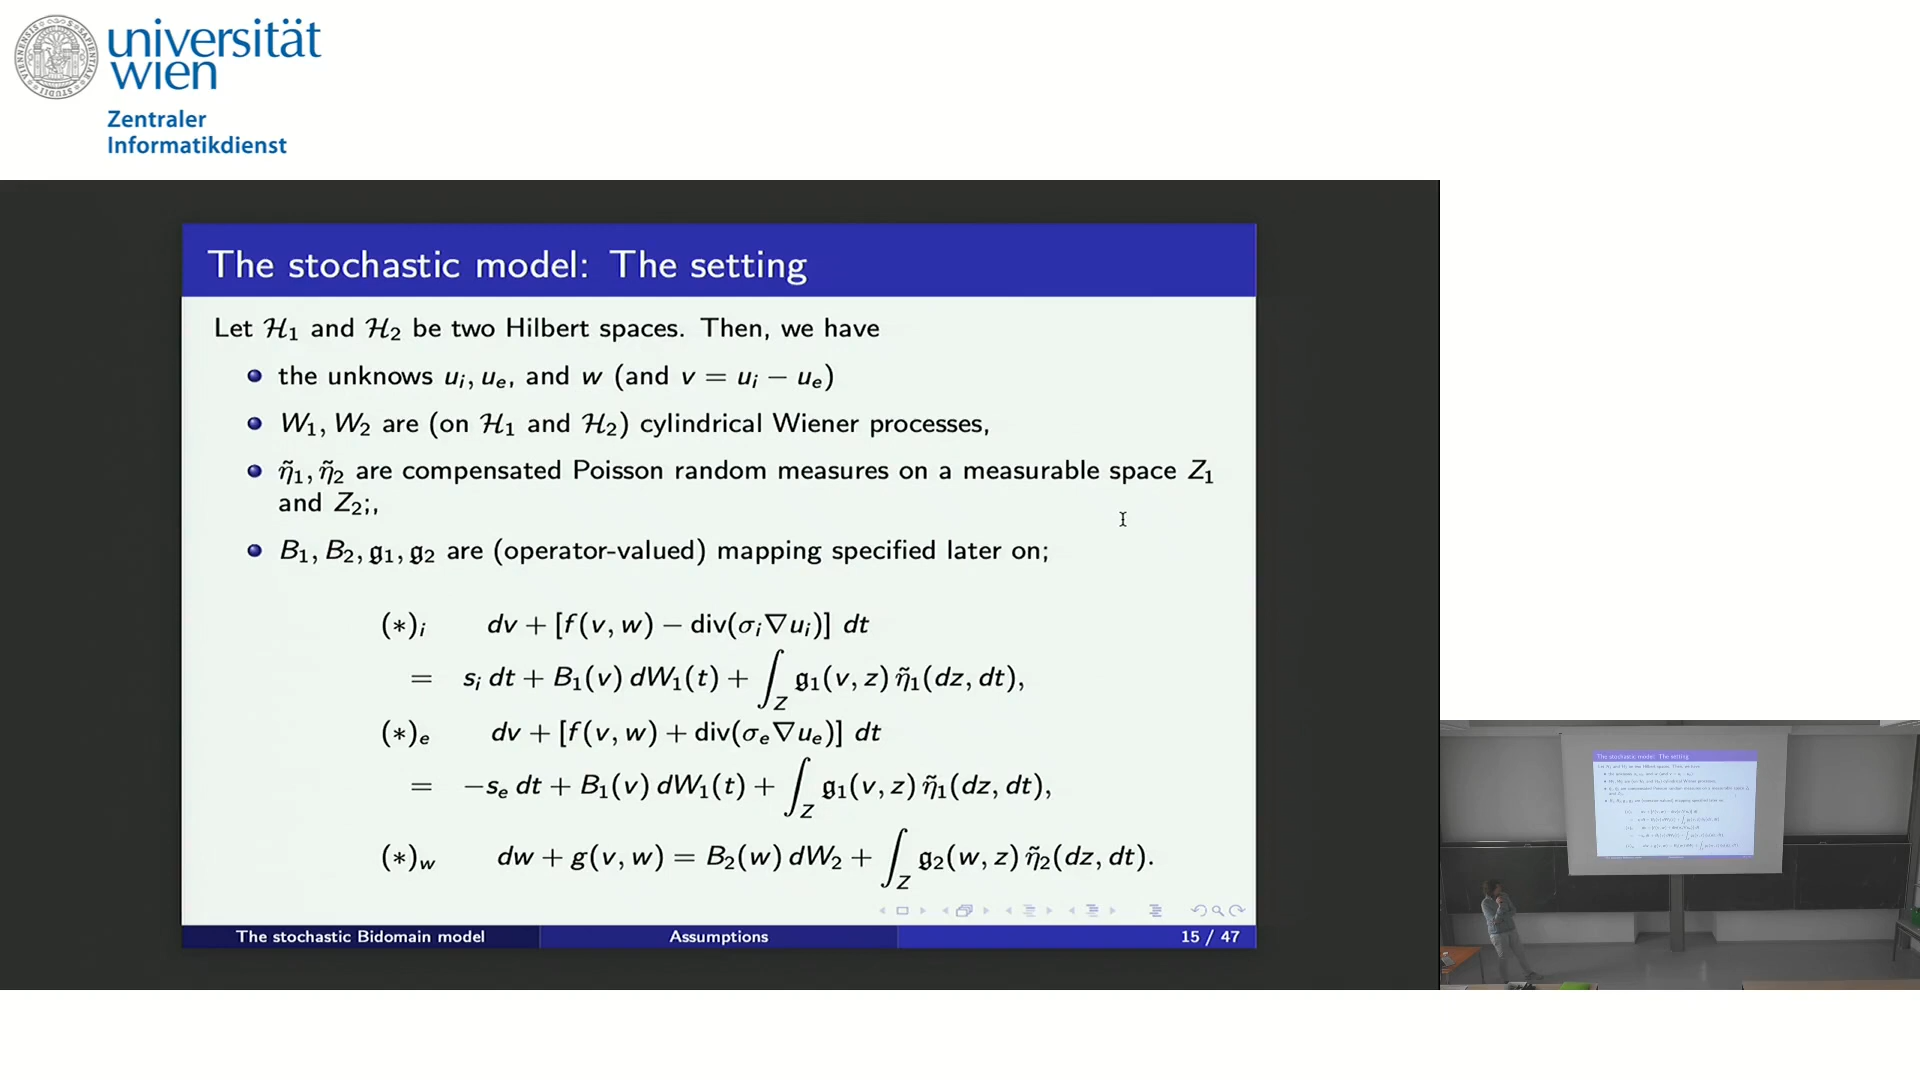 universität
wien
Zentraler
Informatikdienst
The stochastic model: The setting
Let ℋ₁ and ℋ₂ be two Hilbert spaces. Then, we have
the unknows uᵢ, uₑ, and w (and v = uᵢ − uₑ)
W₁, W₂ are (on ℋ₁ and ℋ₂) cylindrical Wiener processes,
η̃₁, η̃₂ are compensated Poisson random measures on a measurable space Z₁
and Z₂;,
B₁, B₂, 𝔤₁, 𝔤₂ are (operator-valued) mapping specified later on;
(∗)ᵢ dv + [f(v, w) − div(σᵢ∇uᵢ)] dt
= sᵢ dt + B₁(v) dW₁(t) + ∫_Z 𝔤₁(v, z) η̃₁(dz, dt),
(∗)ₑ dv + [f(v, w) + div(σₑ∇uₑ)] dt
= −sₑ dt + B₁(v) dW₁(t) + ∫_Z 𝔤₁(v, z) η̃₁(dz, dt),
(∗)_w dw + g(v, w) = B₂(w) dW₂ + ∫_Z 𝔤₂(w, z) η̃₂(dz, dt).
The stochastic Bidomain model Assumptions 15 / 47
The stochastic model: The setting